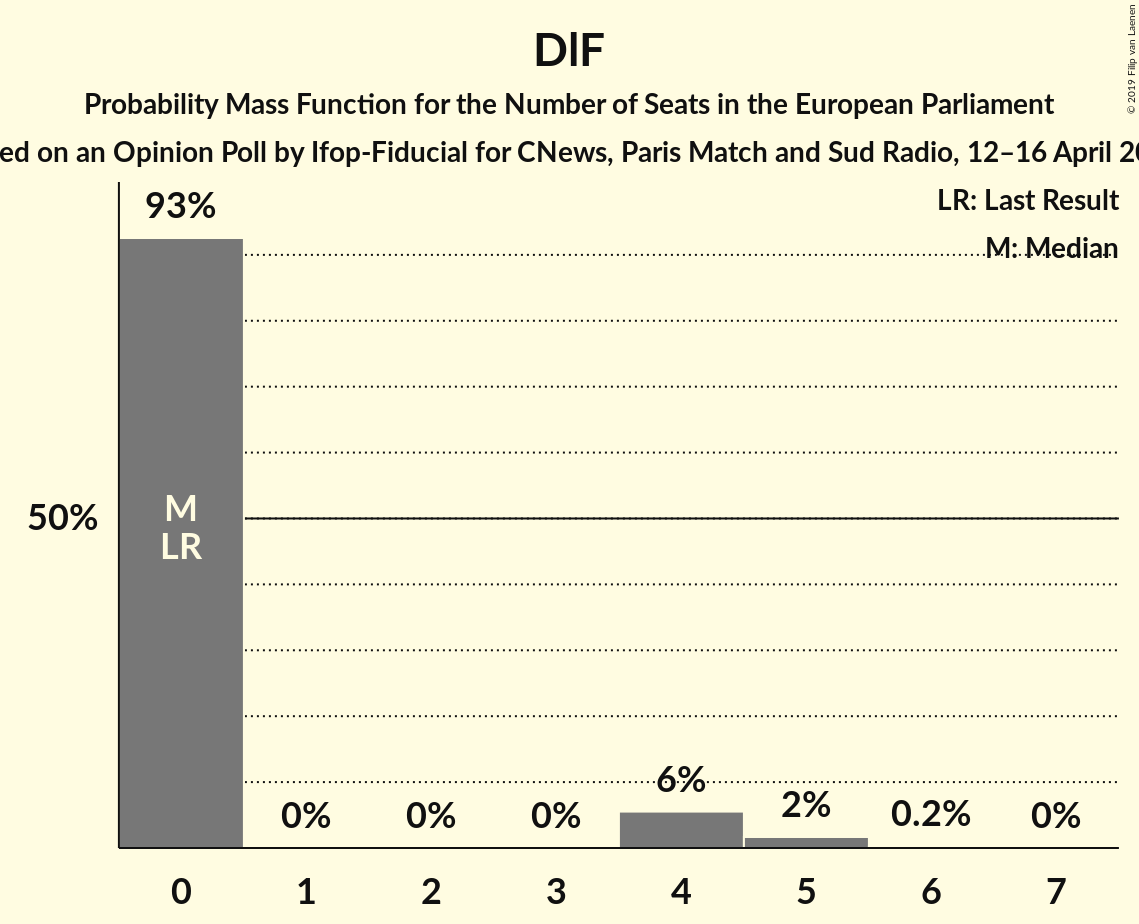 DlF
Probability Mass Function for the Number of Seats in the European Parliament
ed on an Opinion Poll by Ifop-Fiducial for CNews, Paris Match and Sud Radio, 12–16 April 20
© 2019 Filip van Laenen
LR: Last Result
M: Median
93%
M
LR
50%
0% 0% 0% 6% 2% 0.2% 0%
0 1 2 3 4 5 6 7